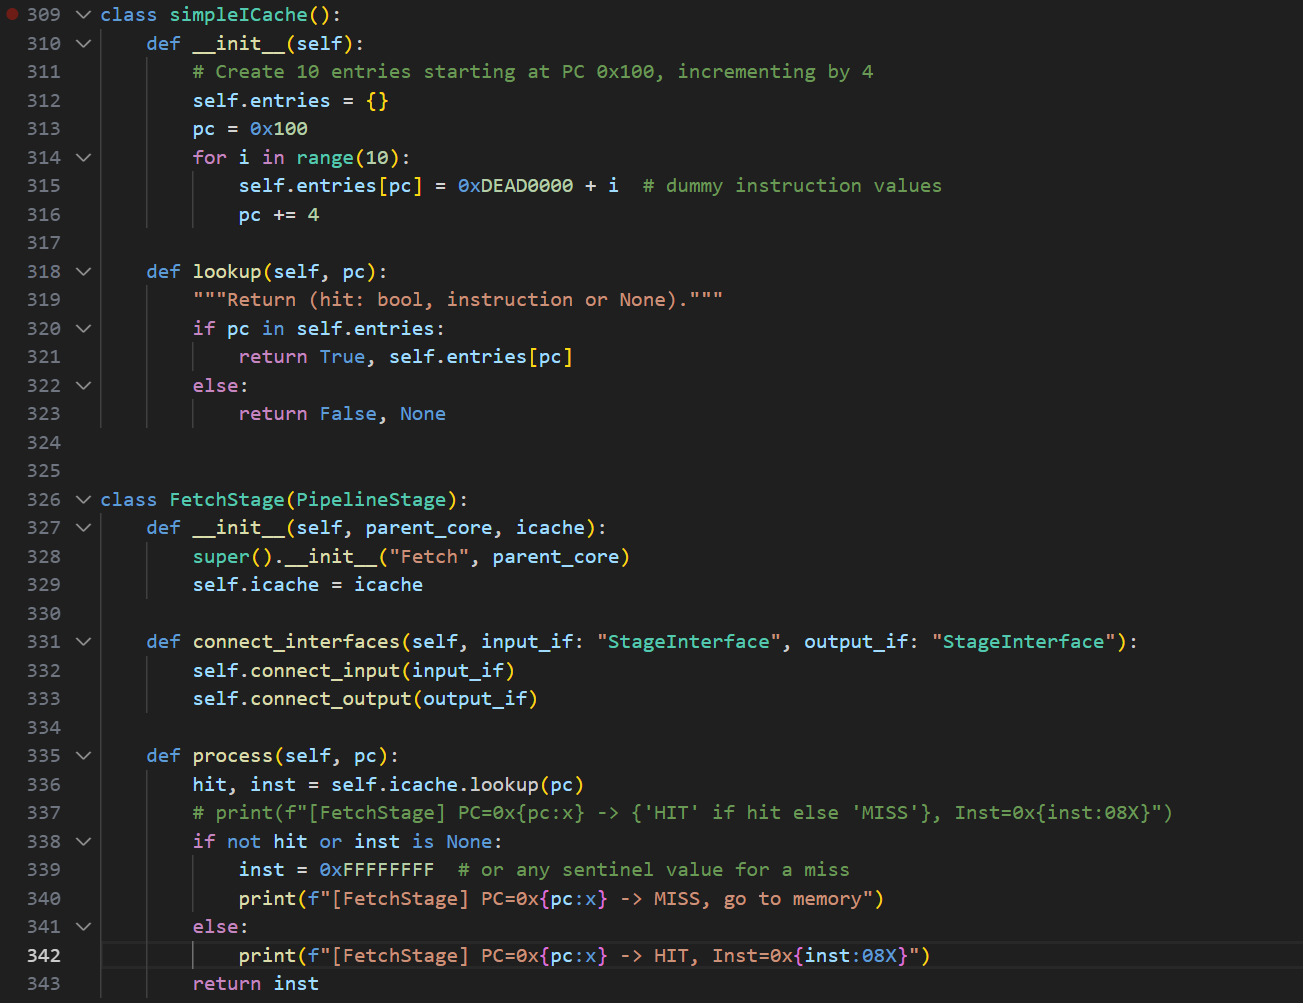 309 class simpleICache():
310     def __init__(self):
311         # Create 10 entries starting at PC 0x100, incrementing by 4
312         self.entries = {}
313         pc = 0x100
314         for i in range(10):
315             self.entries[pc] = 0xDEAD0000 + i  # dummy instruction values
316             pc += 4
317
318     def lookup(self, pc):
319         """Return (hit: bool, instruction or None)."""
320         if pc in self.entries:
321             return True, self.entries[pc]
322         else:
323             return False, None
324
325
326 class FetchStage(PipelineStage):
327     def __init__(self, parent_core, icache):
328         super().__init__("Fetch", parent_core)
329         self.icache = icache
330
331     def connect_interfaces(self, input_if: "StageInterface", output_if: "StageInterface"):
332         self.connect_input(input_if)
333         self.connect_output(output_if)
334
335     def process(self, pc):
336         hit, inst = self.icache.lookup(pc)
337         # print(f"[FetchStage] PC=0x{pc:x} -> {'HIT' if hit else 'MISS'}, Inst=0x{inst:08X}")
338         if not hit or inst is None:
339             inst = 0xFFFFFFFF  # or any sentinel value for a miss
340             print(f"[FetchStage] PC=0x{pc:x} -> MISS, go to memory")
341         else:
342             print(f"[FetchStage] PC=0x{pc:x} -> HIT, Inst=0x{inst:08X}")
343         return inst